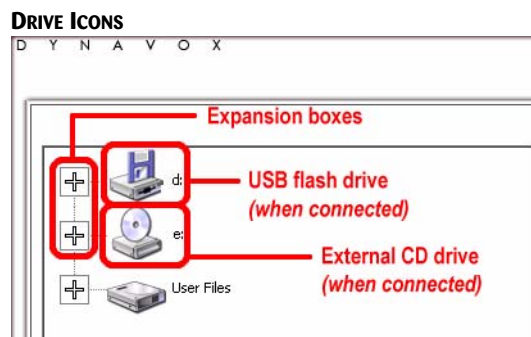 DRIVE ICONS
D Y N A V O X
Expansion boxes
d:
USB flash drive
(when connected)
e:
External CD drive
(when connected)
User Files